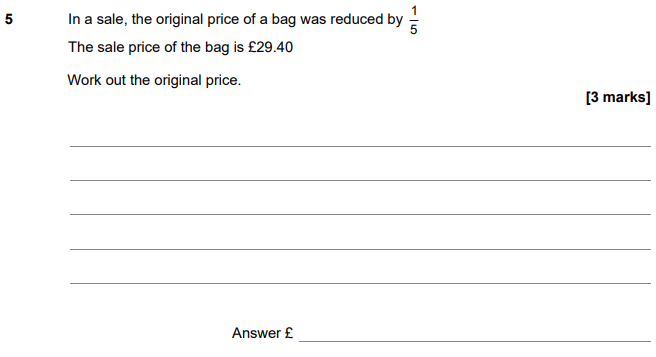 5 In a sale, the original price of a bag was reduced by 1/5
The sale price of the bag is £29.40
Work out the original price.
[3 marks]
Answer £